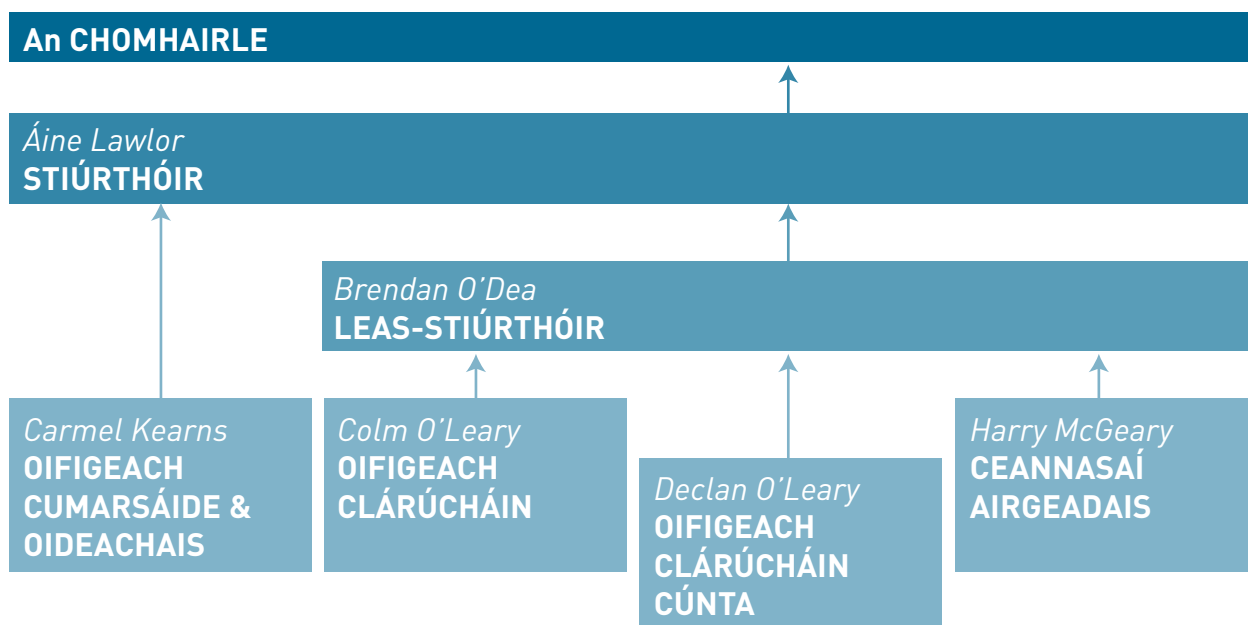 An CHOMHAIRLE
Áine Lawlor
STIÚRTHÓIR
Brendan O'Dea
LEAS-STIÚRTHÓIR
Carmel Kearns
OIFIGEACH
CUMARSÁIDE &
OIDEACHAIS
Colm O'Leary
OIFIGEACH
CLÁRÚCHÁIN
Declan O'Leary
OIFIGEACH
CLÁRÚCHÁIN
CÚNTA
Harry McGeary
CEANNASAÍ
AIRGEADAIS